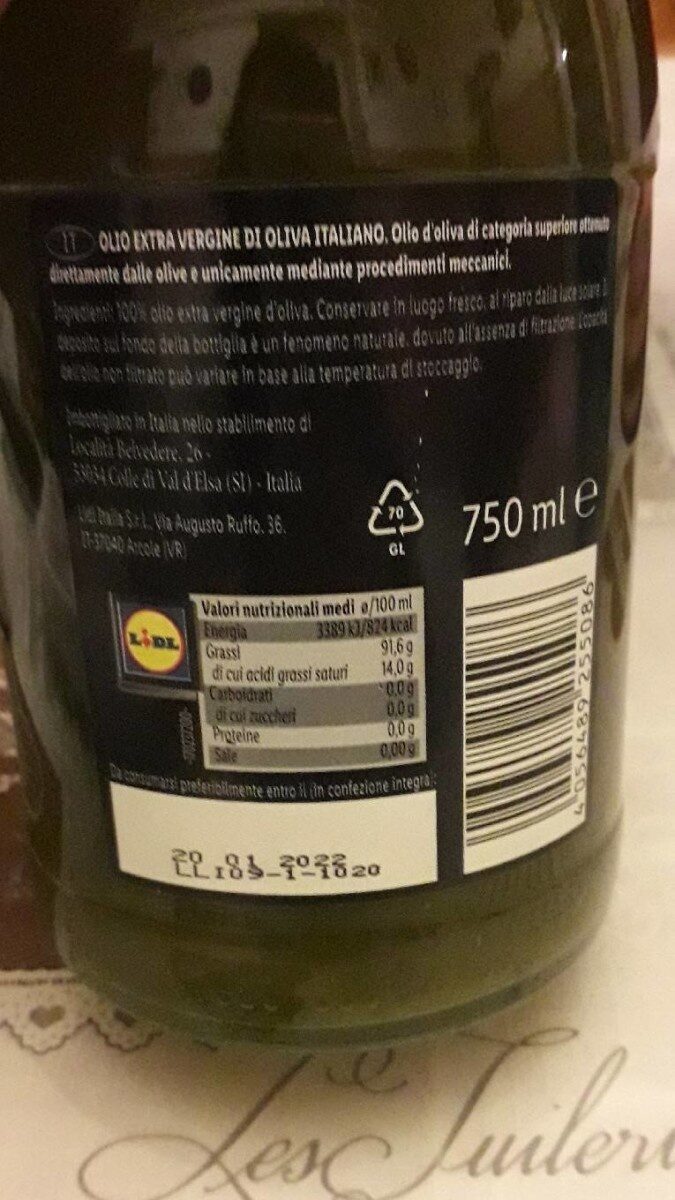 IT OLIO EXTRA VERGINE DI OLIVA ITALIANO. Olio d'oliva di categoria superiore ottenuto
direttamente dalle olive e unicamente mediante procedimenti meccanici.
Ingredienti: 100% olio extra vergine d'oliva. Conservare in luogo fresco, al riparo dalla luce solare. Il
deposito sul fondo della bottiglia è un fenomeno naturale, dovuto all'assenza di filtrazione. L'opacità
dell'olio non filtrato può variare in base alla temperatura di stoccaggio.
Imbottigliato in Italia nello stabilimento di
Località Belvedere, 26 -
53034 Colle di Val d'Elsa (SI) - Italia
Lidl Italia S.r.L. Via Augusto Ruffo, 36,
IT-37040 Arcole (VR)
70
GL
750 ml e
LIDL
Valori nutrizionali medi ø/100 ml
Energia 3389 kJ/824 kcal
Grassi 91,6 g
di cui acidi grassi saturi 14,0 g
Carboidrati 0,0 g
di cui zuccheri 0,0 g
Proteine 0,0 g
Sale 0,00 g
Da consumarsi preferibilmente entro il (in confezione integra):
20 01 2022
4 056489 255086
Les Tuileri